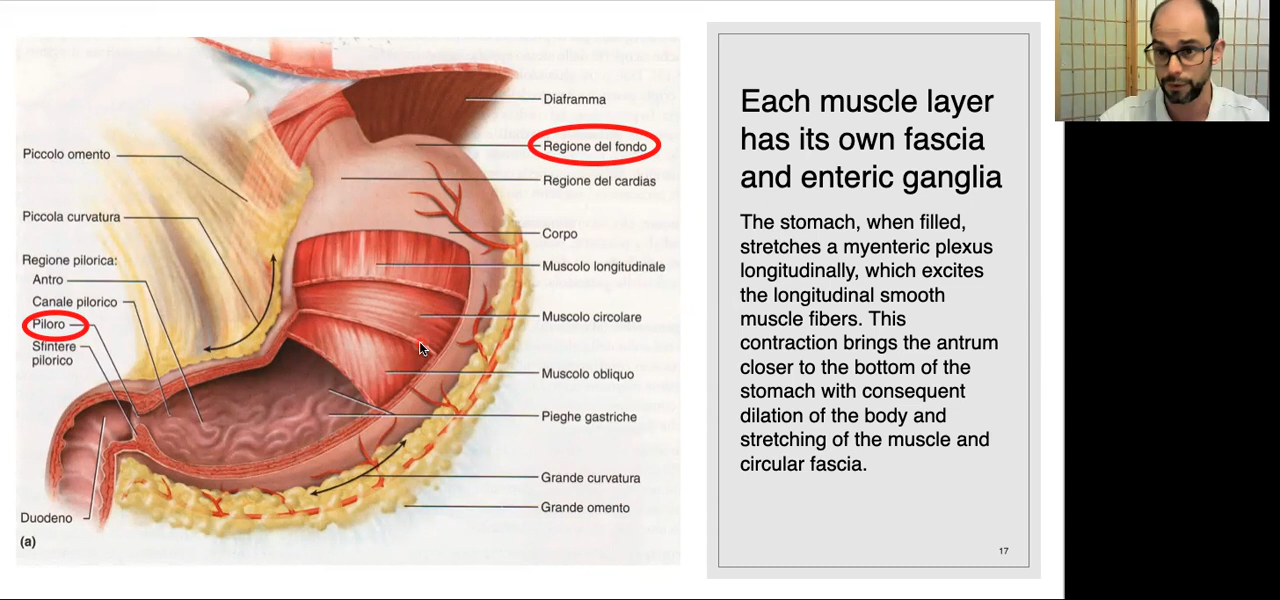 Diaframma
Regione del fondo
Regione del cardias
Corpo
Muscolo longitudinale
Muscolo circolare
Muscolo obliquo
Pieghe gastriche
Grande curvatura
Grande omento
Piccolo omento
Piccola curvatura
Regione pilorica:
Antro
Canale pilorico
Piloro
Sfintere
pilorico
Duodeno
(a)
Each muscle layer
has its own fascia
and enteric ganglia
The stomach, when filled,
stretches a myenteric plexus
longitudinally, which excites
the longitudinal smooth
muscle fibers. This
contraction brings the antrum
closer to the bottom of the
stomach with consequent
dilation of the body and
stretching of the muscle and
circular fascia.
17